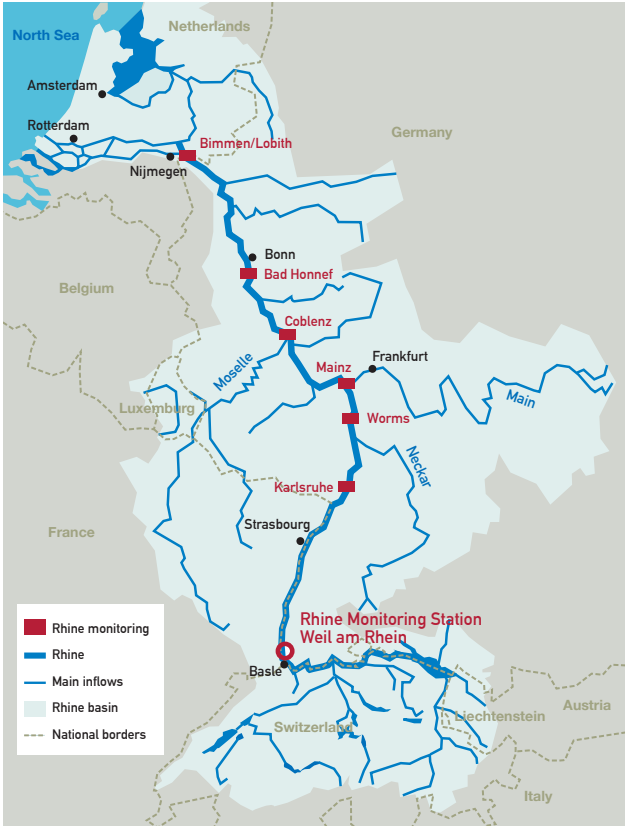 North Sea
Netherlands
Amsterdam
Rotterdam
Germany
Bimmen/Lobith
Nijmegen
Bonn
Bad Honnef
Belgium
Coblenz
Moselle
Mainz
Frankfurt
Main
Luxemburg
Worms
Neckar
Karlsruhe
Strasbourg
France
Rhine Monitoring Station
Weil am Rhein
Basle
Rhine monitoring
Rhine
Main inflows
Rhine basin
National borders
Switzerland
Liechtenstein
Austria
Italy